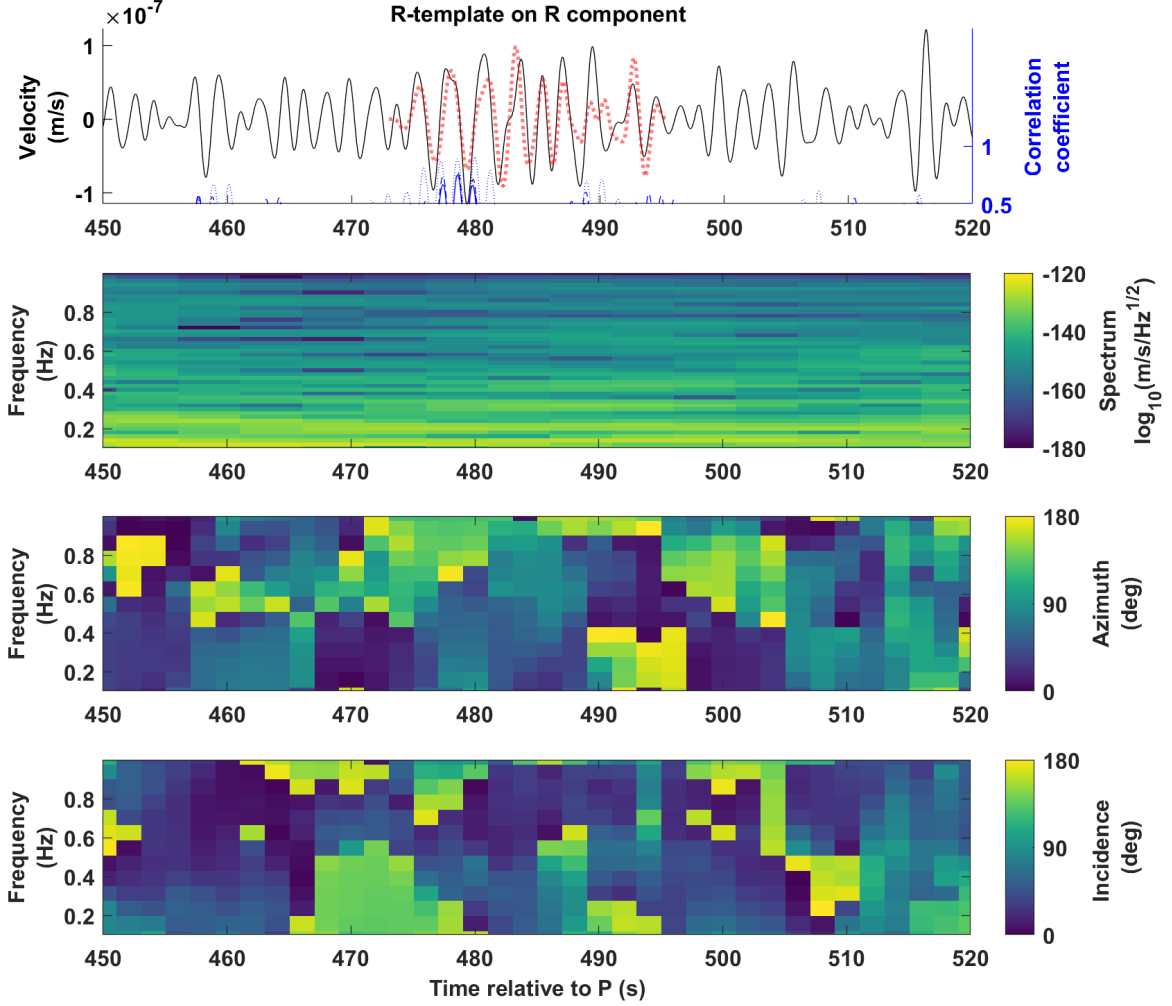 R-template on R component
×10⁻⁷
1
0
-1
Velocity
(m/s)
1
0.5
Correlation
coefficient
450 460 470 480 490 500 510 520
0.8
0.6
0.4
0.2
Frequency
(Hz)
450 460 470 480 490 500 510 520
-120
-140
-160
-180
Spectrum
log₁₀(m/s/Hz^1/2)
0.8
0.6
0.4
0.2
Frequency
(Hz)
450 460 470 480 490 500 510 520
180
90
0
Azimuth
(deg)
0.8
0.6
0.4
0.2
Frequency
(Hz)
450 460 470 480 490 500 510 520
180
90
0
Incidence
(deg)
Time relative to P (s)